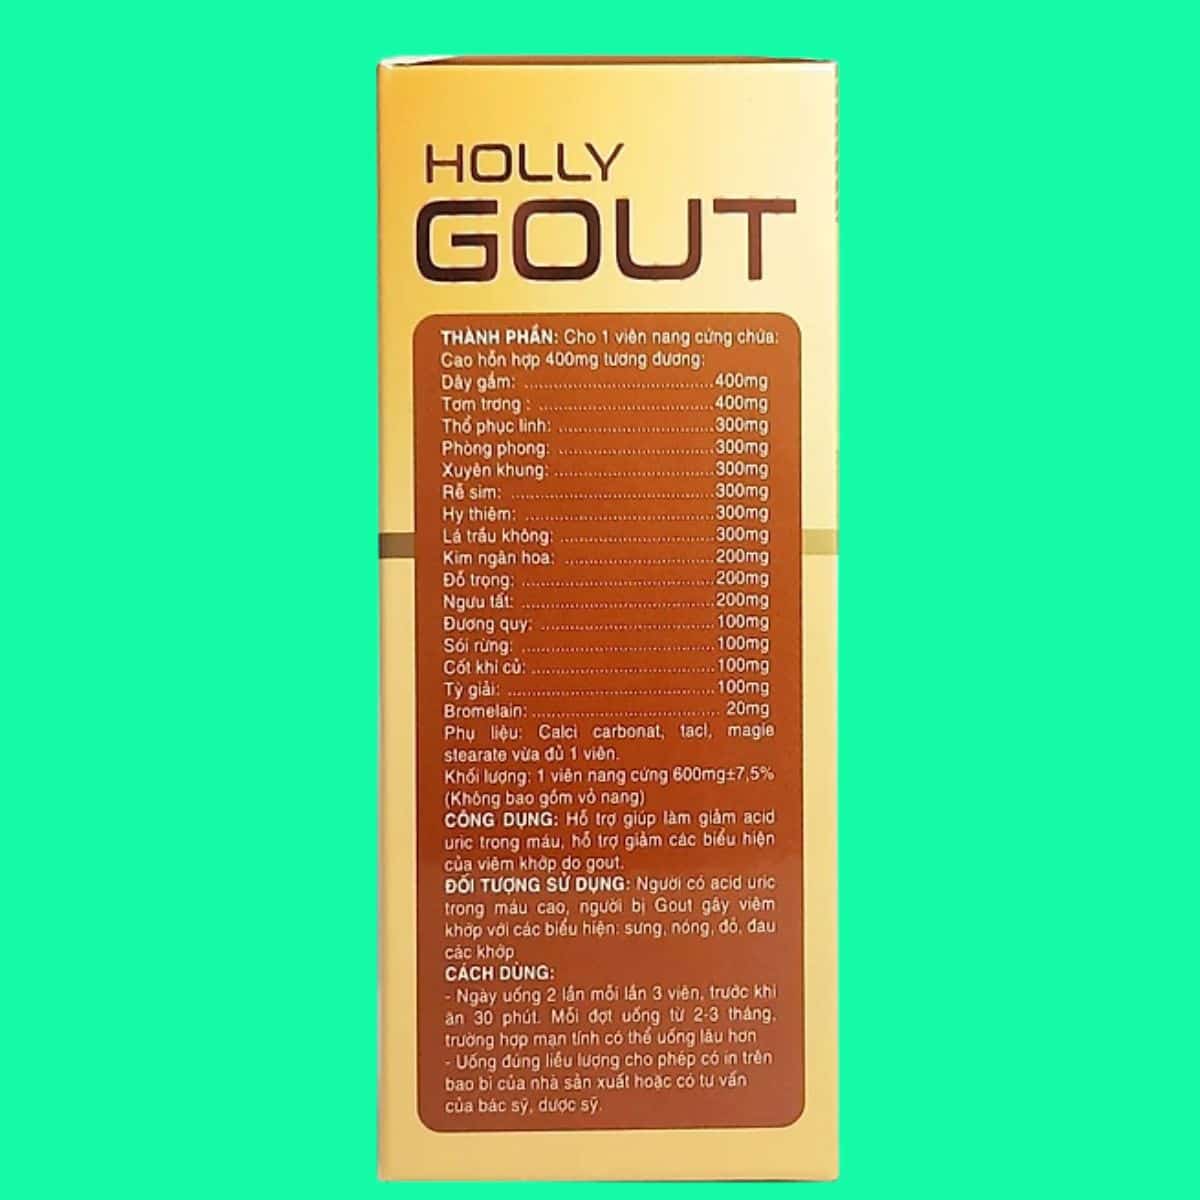 HOLLY
GOUT
THÀNH PHẦN: Cho 1 viên nang cứng chứa:
Cao hỗn hợp 400mg tương đương:
Dây gắm: ........................................400mg
Tơm trơng : ........................................400mg
Thổ phục linh: ........................................300mg
Phòng phong: ........................................300mg
Xuyên khung: ........................................300mg
Rễ sim: ........................................300mg
Hy thiêm: ........................................300mg
Lá trầu không: ........................................300mg
Kim ngân hoa: ........................................200mg
Đỗ trọng: ........................................200mg
Ngưu tất: ........................................200mg
Đương quy: ........................................100mg
Sói rừng: ........................................100mg
Cốt khí củ: ........................................100mg
Tỳ giải: ........................................100mg
Bromelain: ........................................ 20mg
Phụ liệu: Calci carbonat, tacl, magie
stearate vừa đủ 1 viên.
Khối lượng: 1 viên nang cứng 600mg±7,5%
(Không bao gồm vỏ nang)
CÔNG DỤNG: Hỗ trợ giúp làm giảm acid
uric trong máu, hỗ trợ giảm các biểu hiện
của viêm khớp do gout.
ĐỐI TƯỢNG SỬ DỤNG: Người có acid uric
trong máu cao, người bị Gout gây viêm
khớp với các biểu hiện: sưng, nóng, đỏ, đau
các khớp
CÁCH DÙNG:
- Ngày uống 2 lần mỗi lần 3 viên, trước khi
ăn 30 phút. Mỗi đợt uống từ 2-3 tháng,
trường hợp mạn tính có thể uống lâu hơn
- Uống đúng liều lượng cho phép có in trên
bao bì của nhà sản xuất hoặc có tư vấn
của bác sỹ, dược sỹ.